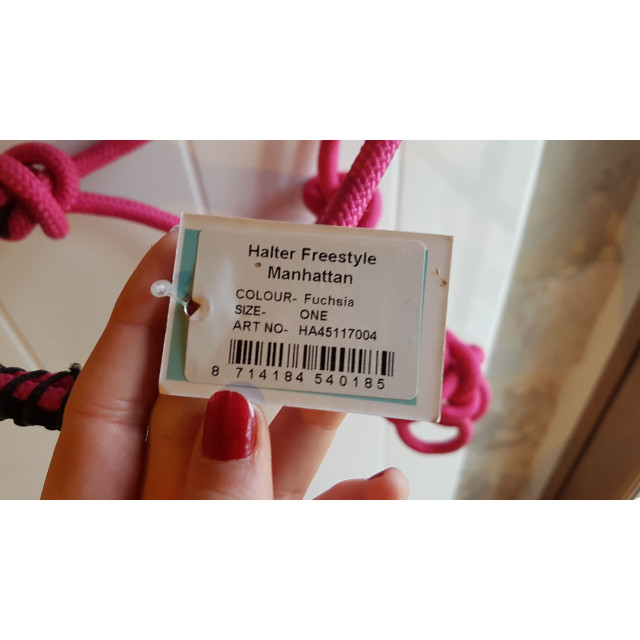 Halter Freestyle
Manhattan
COLOUR- Fuchsia
SIZE- ONE
ART NO- HA45117004
8 714184 540185